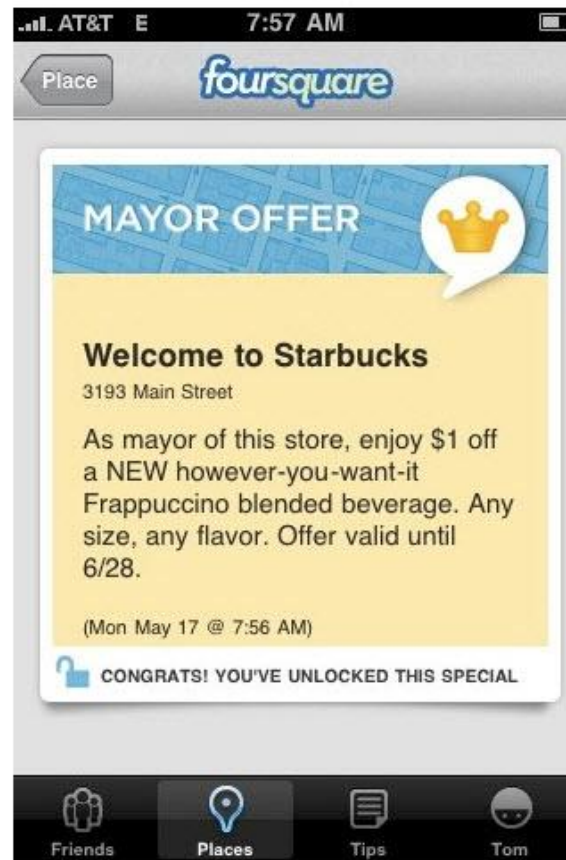 AT&T E 7:57 AM
Place foursquare
MAYOR OFFER
Welcome to Starbucks
3193 Main Street
As mayor of this store, enjoy $1 off
a NEW however-you-want-it
Frappuccino blended beverage. Any
size, any flavor. Offer valid until
6/28.
(Mon May 17 @ 7:56 AM)
CONGRATS! YOU'VE UNLOCKED THIS SPECIAL
Friends Places Tips Tom